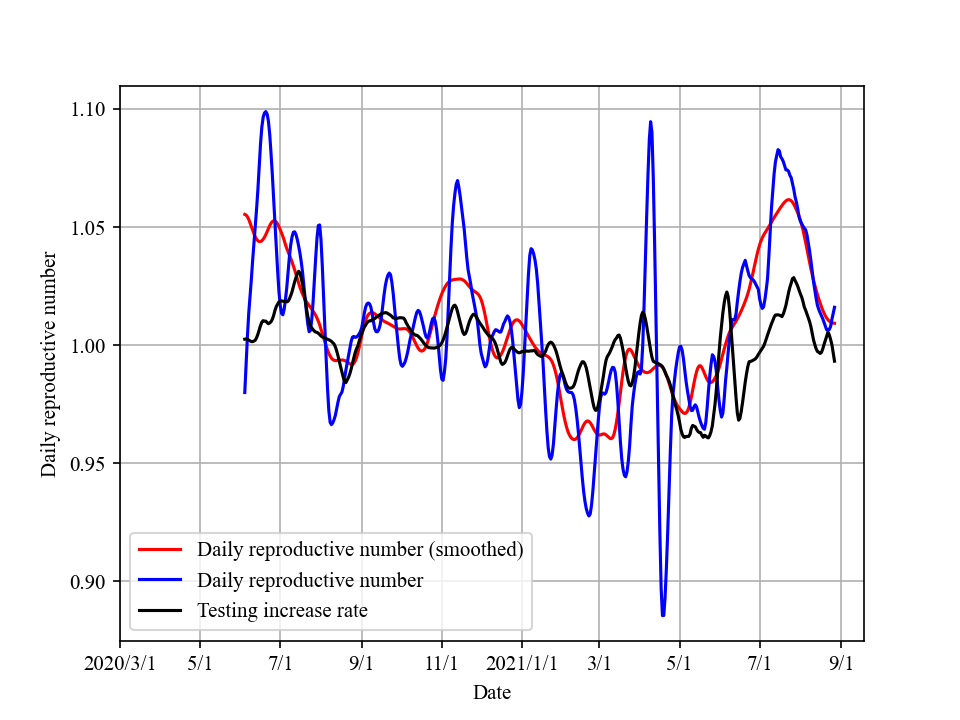 1.10
1.05
1.00
0.95
0.90
Daily reproductive number
Daily reproductive number (smoothed)
Daily reproductive number
Testing increase rate
2020/3/1 5/1 7/1 9/1 11/1 2021/1/1 3/1 5/1 7/1 9/1
Date